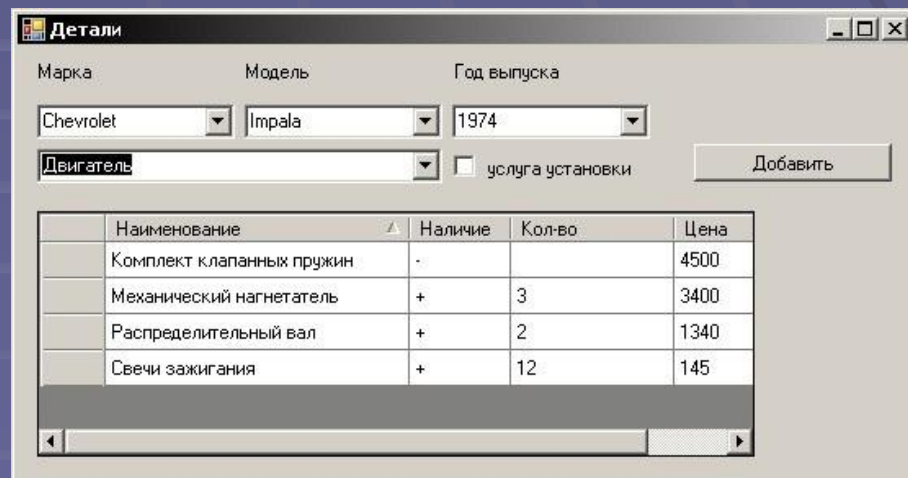 Детали
Марка Модель Год выпуска
Chevrolet Impala 1974
Двигатель услуга установки Добавить
Наименование Наличие Кол-во Цена
Комплект клапанных пружин - 4500
Механический нагнетатель + 3 3400
Распределительный вал + 2 1340
Свечи зажигания + 12 145